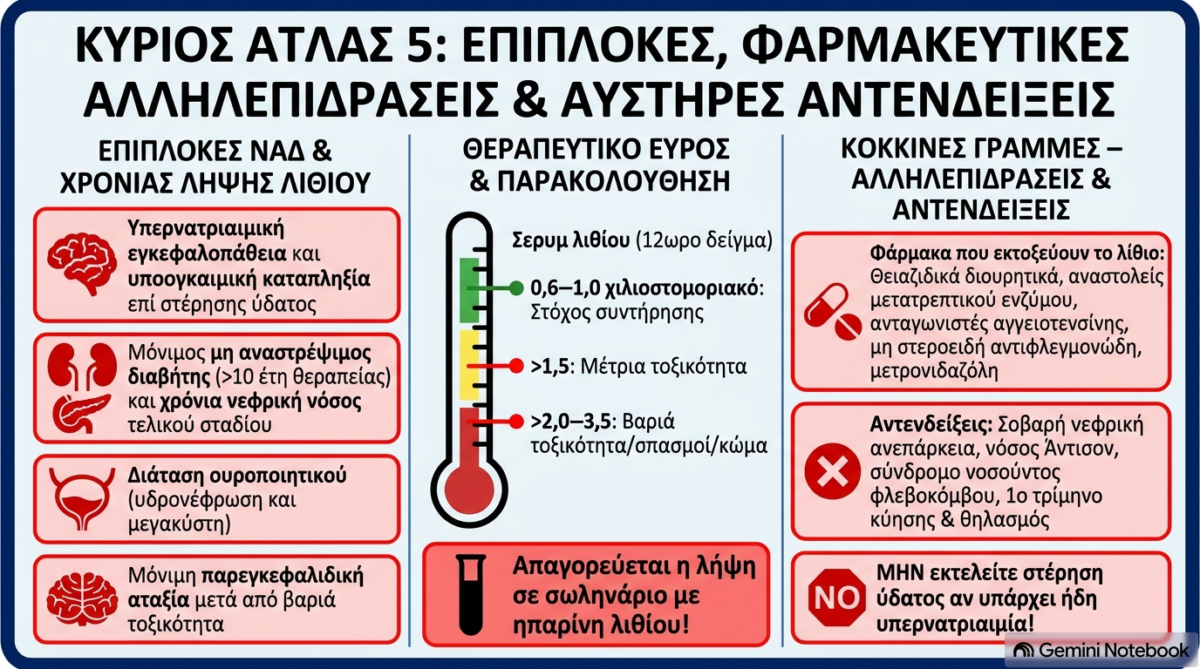 ΚΥΡΙΟΣ ΑΤΛΑΣ 5: ΕΠΙΠΛΟΚΕΣ, ΦΑΡΜΑΚΕΥΤΙΚΕΣ
ΑΛΛΗΛΕΠΙΔΡΑΣΕΙΣ & ΑΥΣΤΗΡΕΣ ΑΝΤΕΝΔΕΙΞΕΙΣ
ΕΠΙΠΛΟΚΕΣ ΝΑΔ &
ΧΡΟΝΙΑΣ ΛΗΨΗΣ ΛΙΘΙΟΥ
Υπερνατριαιμική
εγκεφαλοπάθεια και
υποογκαιμική καταπληξία
επί στέρησης ύδατος
Μόνιμος μη αναστρέψιμος
διαβήτης (>10 έτη θεραπείας)
και χρόνια νεφρική νόσος
τελικού σταδίου
Διάταση ουροποιητικού
(υδρονέφρωση και
μεγακύστη)
Μόνιμη παρεγκεφαλιδική
αταξία μετά από βαριά
τοξικότητα
ΘΕΡΑΠΕΥΤΙΚΟ ΕΥΡΟΣ
& ΠΑΡΑΚΟΛΟΥΘΗΣΗ
Σερυμ λιθίου (12ωρο δείγμα)
0,6–1,0 χιλιοστομοριακό:
Στόχος συντήρησης
>1,5: Μέτρια τοξικότητα
>2,0–3,5: Βαριά
τοξικότητα/σπασμοί/κώμα
Απαγορεύεται η λήψη
σε σωληνάριο με
ηπαρίνη λιθίου!
ΚΟΚΚΙΝΕΣ ΓΡΑΜΜΕΣ –
ΑΛΛΗΛΕΠΙΔΡΑΣΕΙΣ &
ΑΝΤΕΝΔΕΙΞΕΙΣ
Φάρμακα που εκτοξεύουν το λίθιο:
Θειαζιδικά διουρητικά, αναστολείς
μετατρεπτικού ενζύμου,
ανταγωνιστές αγγειοτενσίνης,
μη στεροειδή αντιφλεγμονώδη,
μετρονιδαζόλη
Αντενδείξεις: Σοβαρή νεφρική
ανεπάρκεια, νόσος Άντισον,
σύνδρομο νοσούντος
φλεβοκόμβου, 1ο τρίμηνο
κύησης & θηλασμός
NO
ΜΗΝ εκτελείτε στέρηση
ύδατος αν υπάρχει ήδη
υπερνατριαιμία!
Gemini Notebook